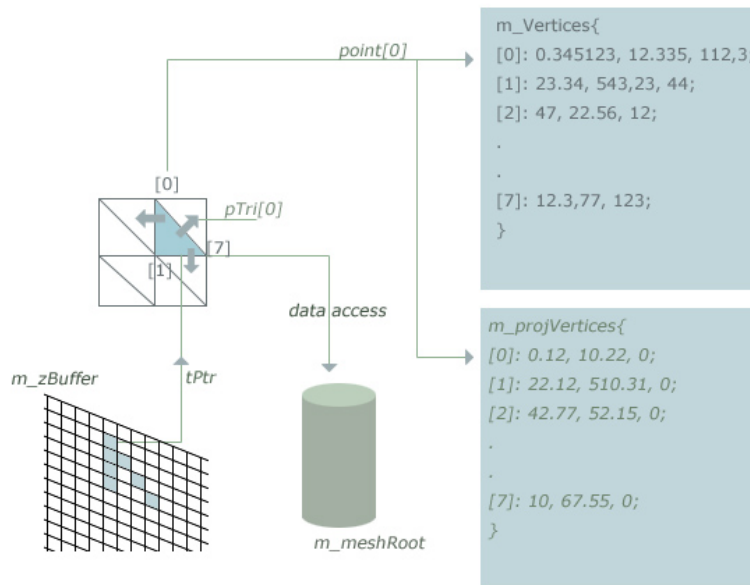 point[0]
m_Vertices{
[0]: 0.345123, 12.335, 112,3;
[1]: 23.34, 543,23, 44;
[2]: 47, 22.56, 12;
.
.
[7]: 12.3,77, 123;
}
[0]
pTri[0]
[7]
[1]
data access
m_zBuffer
tPtr
m_meshRoot
m_projVertices{
[0]: 0.12, 10.22, 0;
[1]: 22.12, 510.31, 0;
[2]: 42.77, 52.15, 0;
.
.
[7]: 10, 67.55, 0;
}